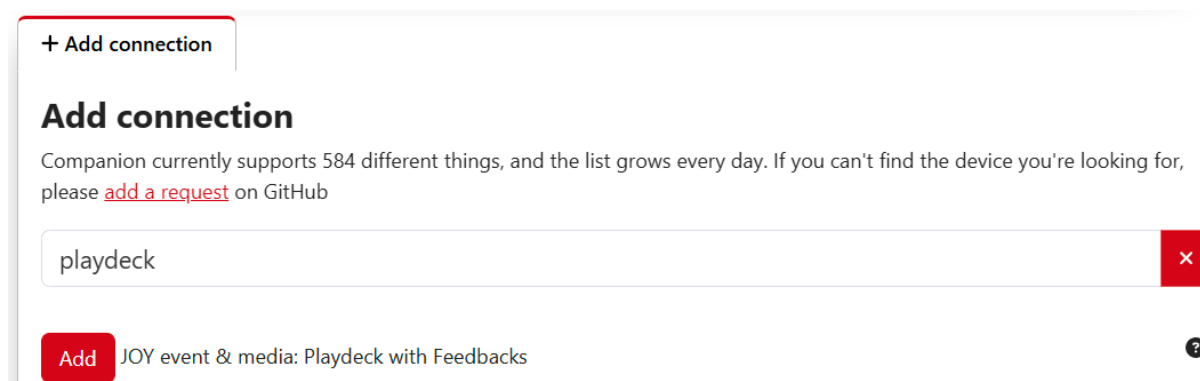 + Add connection
Add connection
Companion currently supports 584 different things, and the list grows every day. If you can't find the device you're looking for,
please add a request on GitHub
playdeck ×
Add JOY event & media: Playdeck with Feedbacks ?